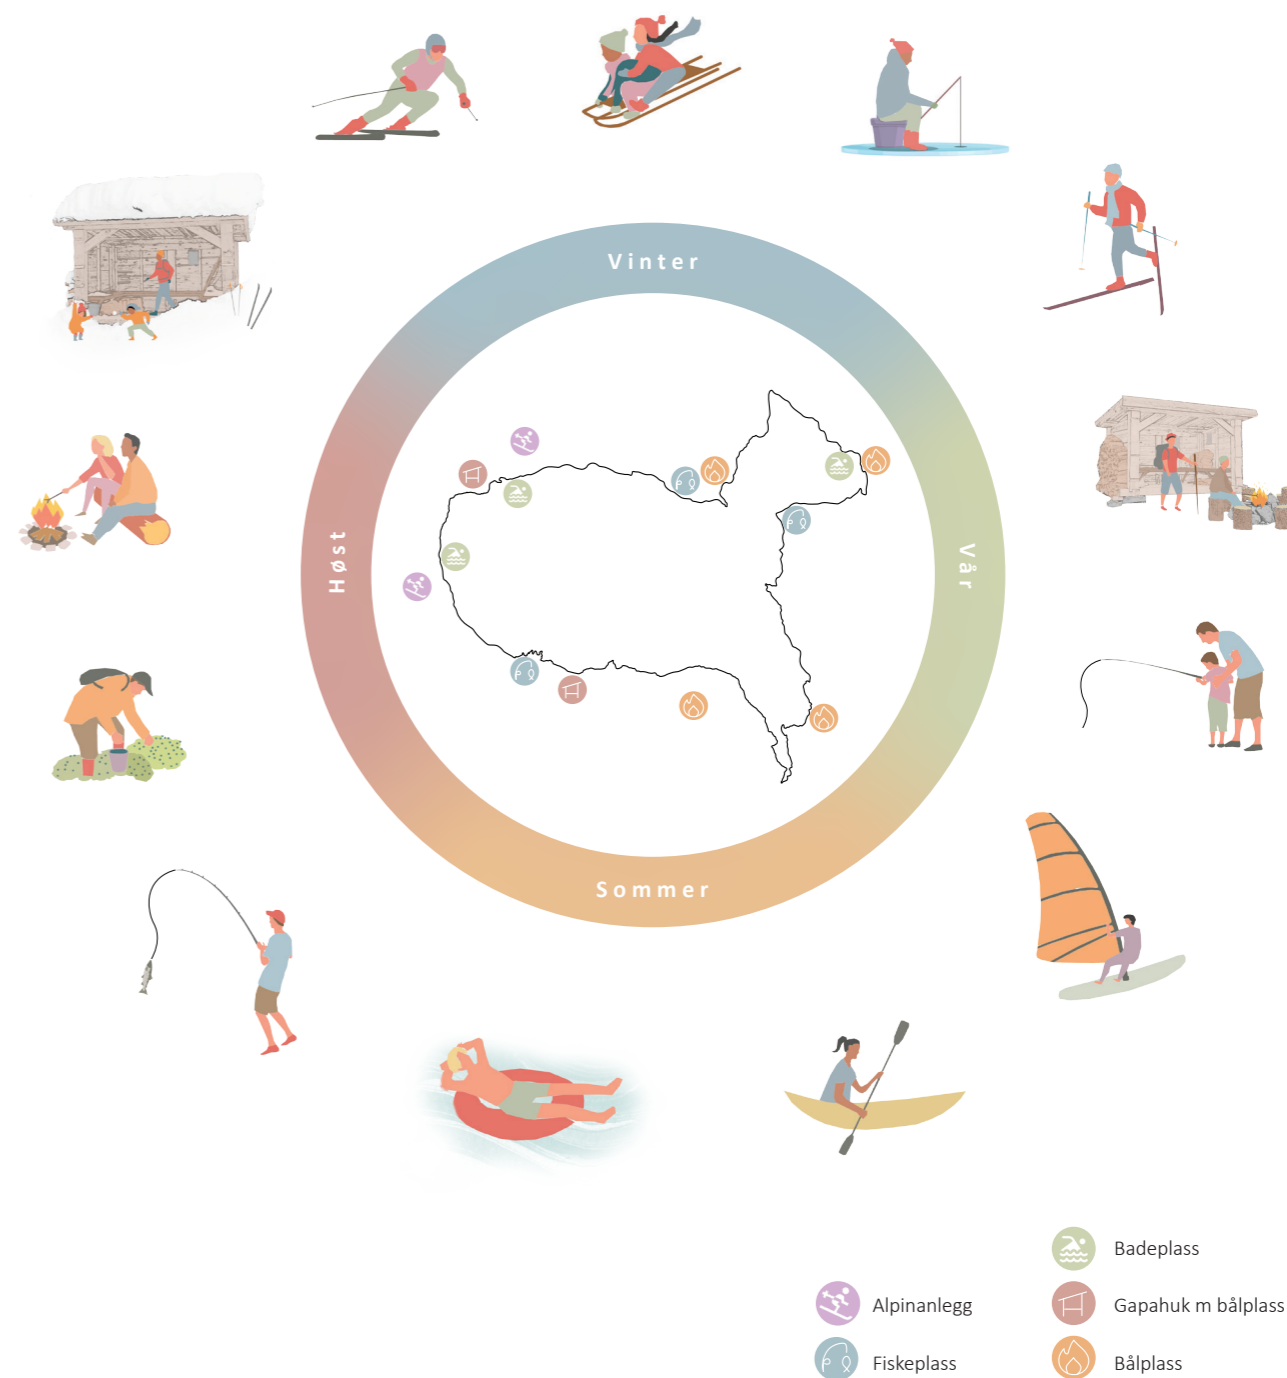 Vinter
Høst
Vår
Sommer
Badeplass
Alpinanlegg
Gapahuk m bålplass
Fiskeplass
Bålplass